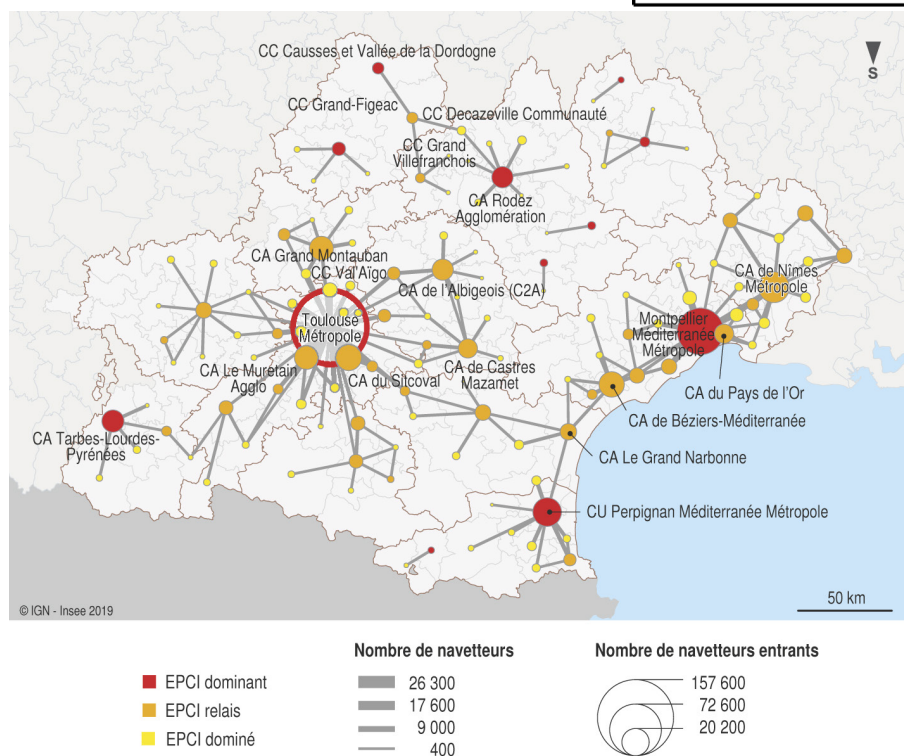 CC Causses et Vallée de la Dordogne
S
CC Grand-Figeac
CC Decazeville Communauté
CC Grand
Villefranchois
CA Rodez
Agglomération
CA Grand Montauban
CC Val'Aïgo
CA de l'Albigeois (C2A)
CA de Nîmes
Métropole
Toulouse
Métropole
Montpellier
Méditerranée
Métropole
CA Le Muretain
Agglo
CA du Sitcoval
CA de Castres
Mazamet
CA du Pays de l'Or
CA de Béziers-Méditerranée
CA Tarbes-Lourdes-
Pyrénées
CA Le Grand Narbonne
CU Perpignan Méditerranée Métropole
© IGN - Insee 2019
50 km
Nombre de navetteurs
Nombre de navetteurs entrants
EPCI dominant
EPCI relais
EPCI dominé
26 300
17 600
9 000
400
157 600
72 600
20 200